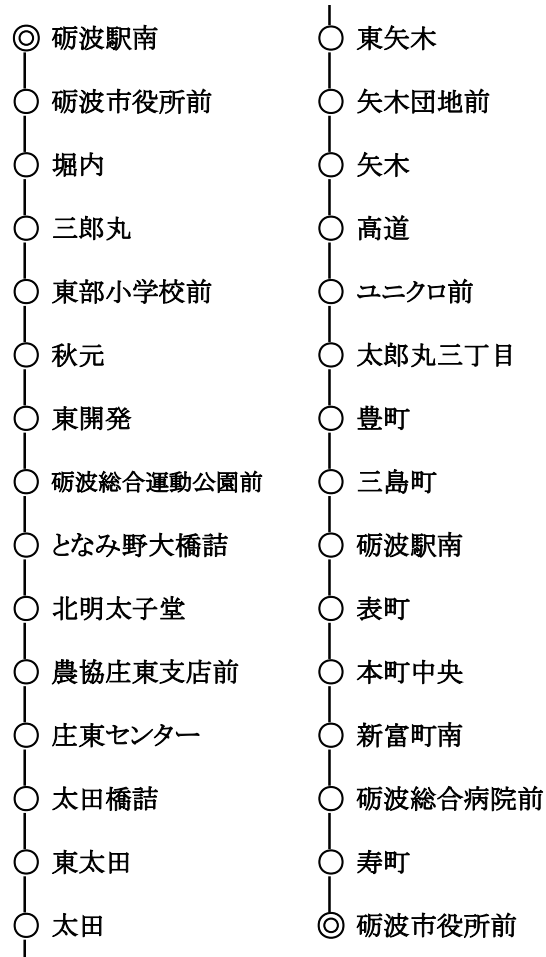 砺波駅南
砺波市役所前
堀内
三郎丸
東部小学校前
秋元
東開発
砺波総合運動公園前
となみ野大橋詰
北明太子堂
農協庄東支店前
庄東センター
太田橋詰
東太田
太田
東矢木
矢木団地前
矢木
高道
ユニクロ前
太郎丸三丁目
豊町
三島町
砺波駅南
表町
本町中央
新富町南
砺波総合病院前
寿町
砺波市役所前